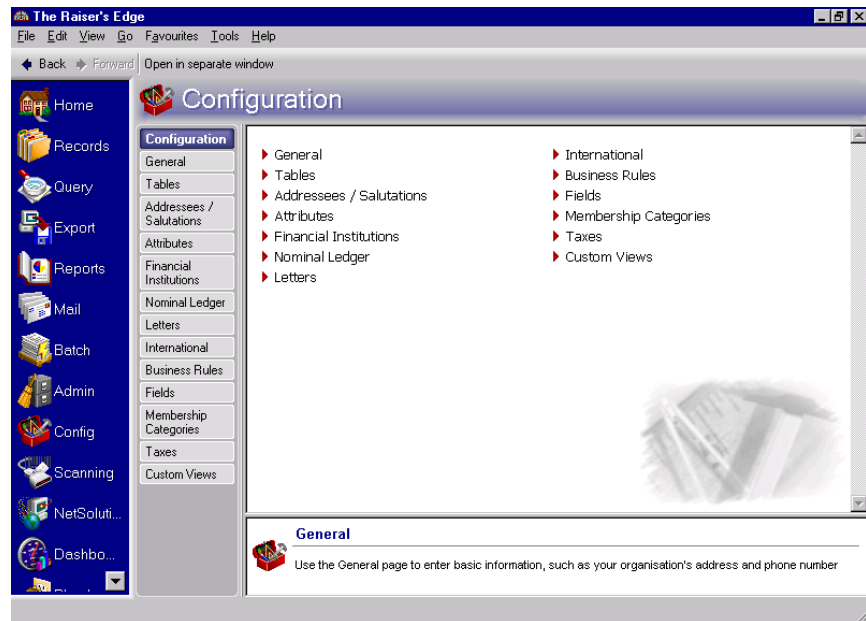 The Raiser's Edge
File Edit View Go Favourites Tools Help
Back Forward Open in separate window
Configuration
Home
Records
Query
Export
Reports
Mail
Batch
Admin
Config
Scanning
NetSoluti...
Dashbo...
Configuration
General
Tables
Addressees /
Salutations
Attributes
Financial
Institutions
Nominal Ledger
Letters
International
Business Rules
Fields
Membership
Categories
Taxes
Custom Views
General
Tables
Addressees / Salutations
Attributes
Financial Institutions
Nominal Ledger
Letters
International
Business Rules
Fields
Membership Categories
Taxes
Custom Views
General
Use the General page to enter basic information, such as your organisation's address and phone number